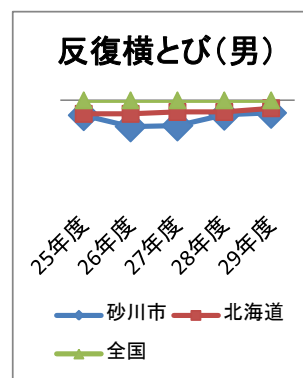 反復横とび(男)
25年度
26年度
27年度
28年度
29年度
砂川市 北海道
全国